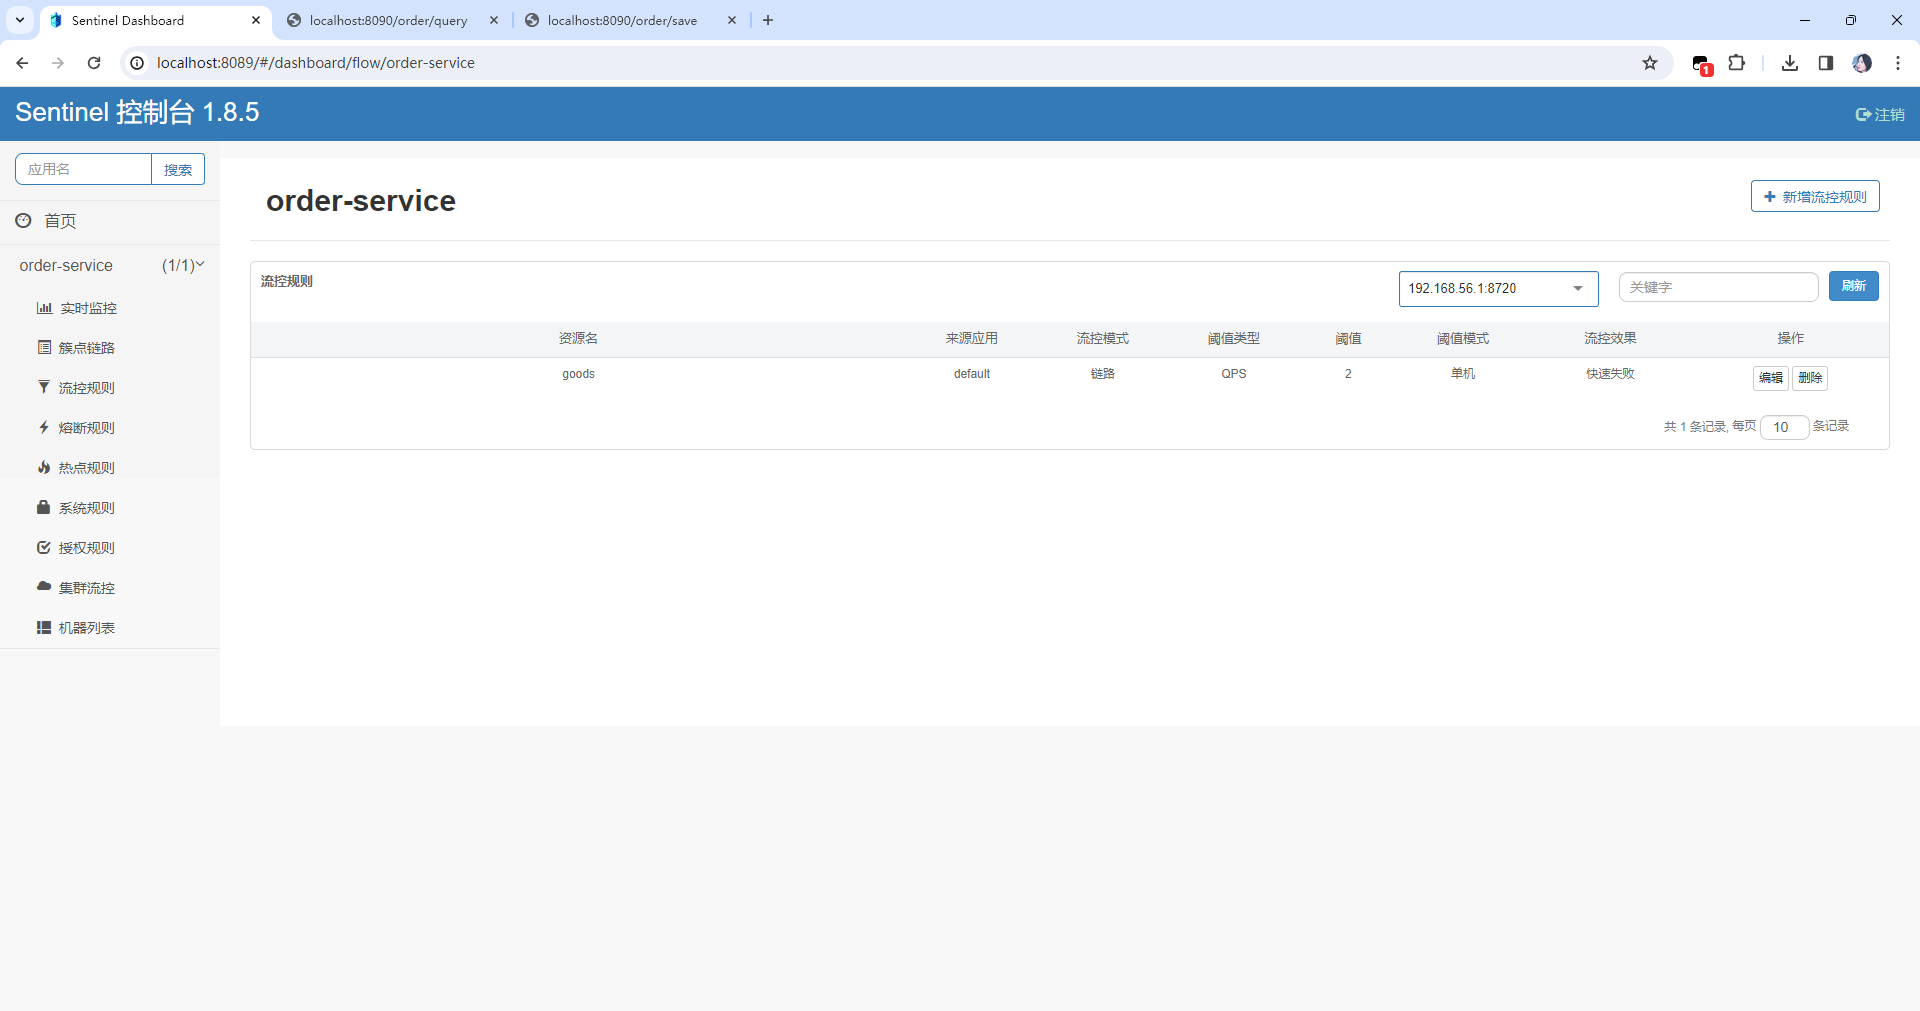 Sentinel Dashboard
localhost:8090/order/query
localhost:8090/order/save
localhost:8089/#/dashboard/flow/order-service
1
Sentinel 控制台 1.8.5
注销
应用名
搜索
首页
order-service (1/1)
实时监控
簇点链路
流控规则
熔断规则
热点规则
系统规则
授权规则
集群流控
机器列表
order-service
新增流控规则
流控规则
192.168.56.1:8720
关键字
刷新
资源名 来源应用 流控模式 阈值类型 阈值 阈值模式 流控效果 操作
goods default 链路 QPS 2 单机 快速失败 编辑 删除
共 1 条记录, 每页 10 条记录